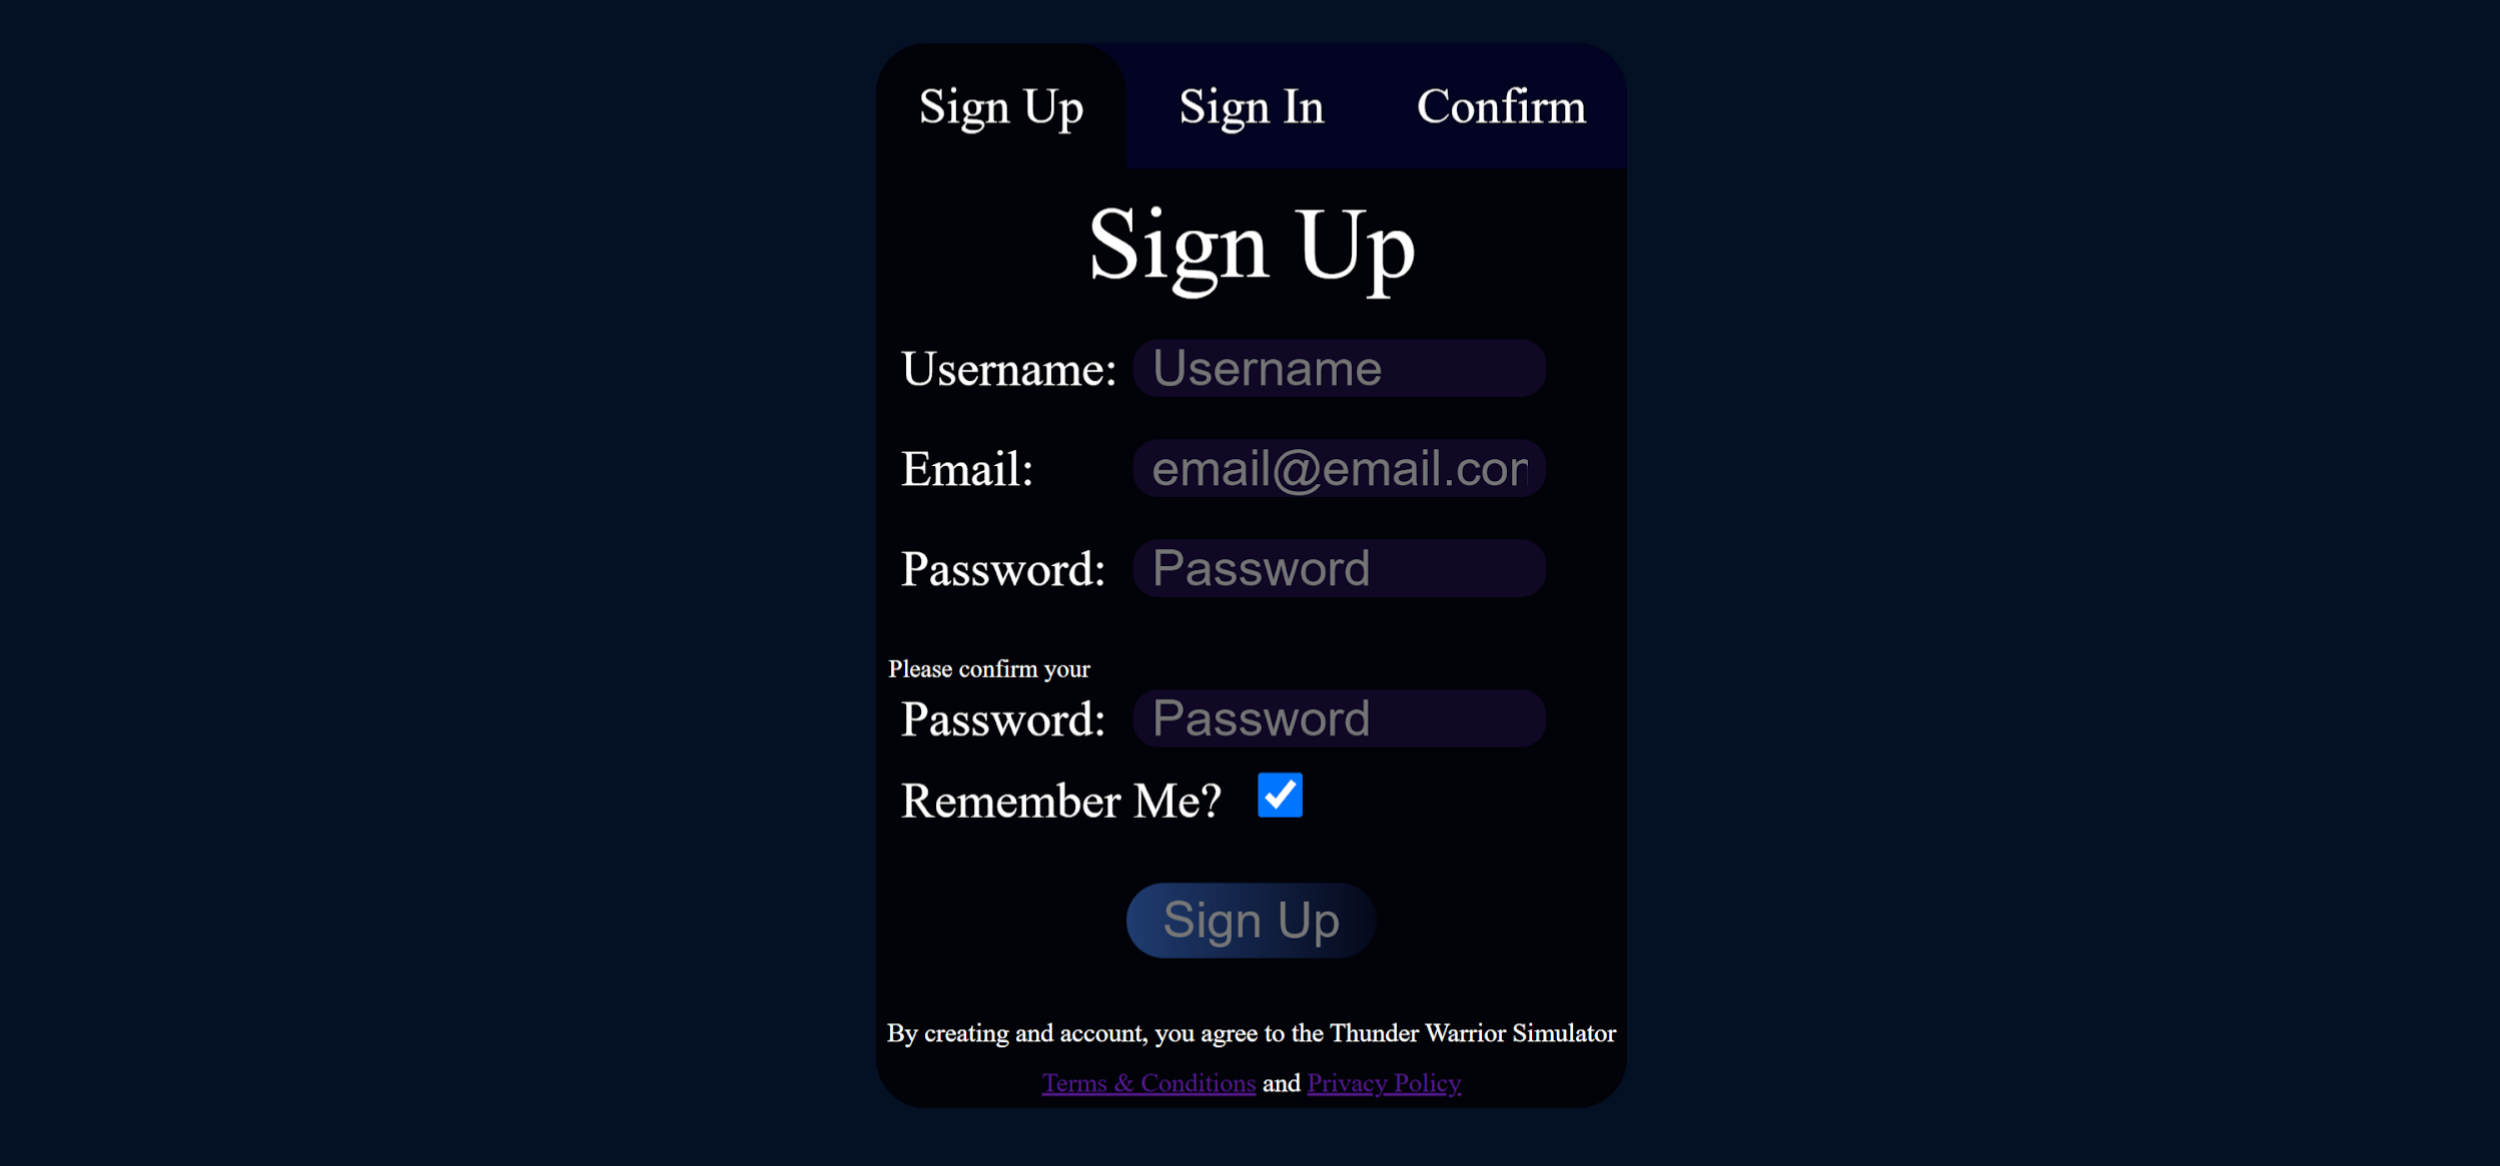 Sign Up Sign In Confirm
Sign Up
Username: Username
Email: email@email.com
Password: Password
Please confirm your
Password: Password
Remember Me?
Sign Up
By creating and account, you agree to the Thunder Warrior Simulator
Terms & Conditions and Privacy Policy